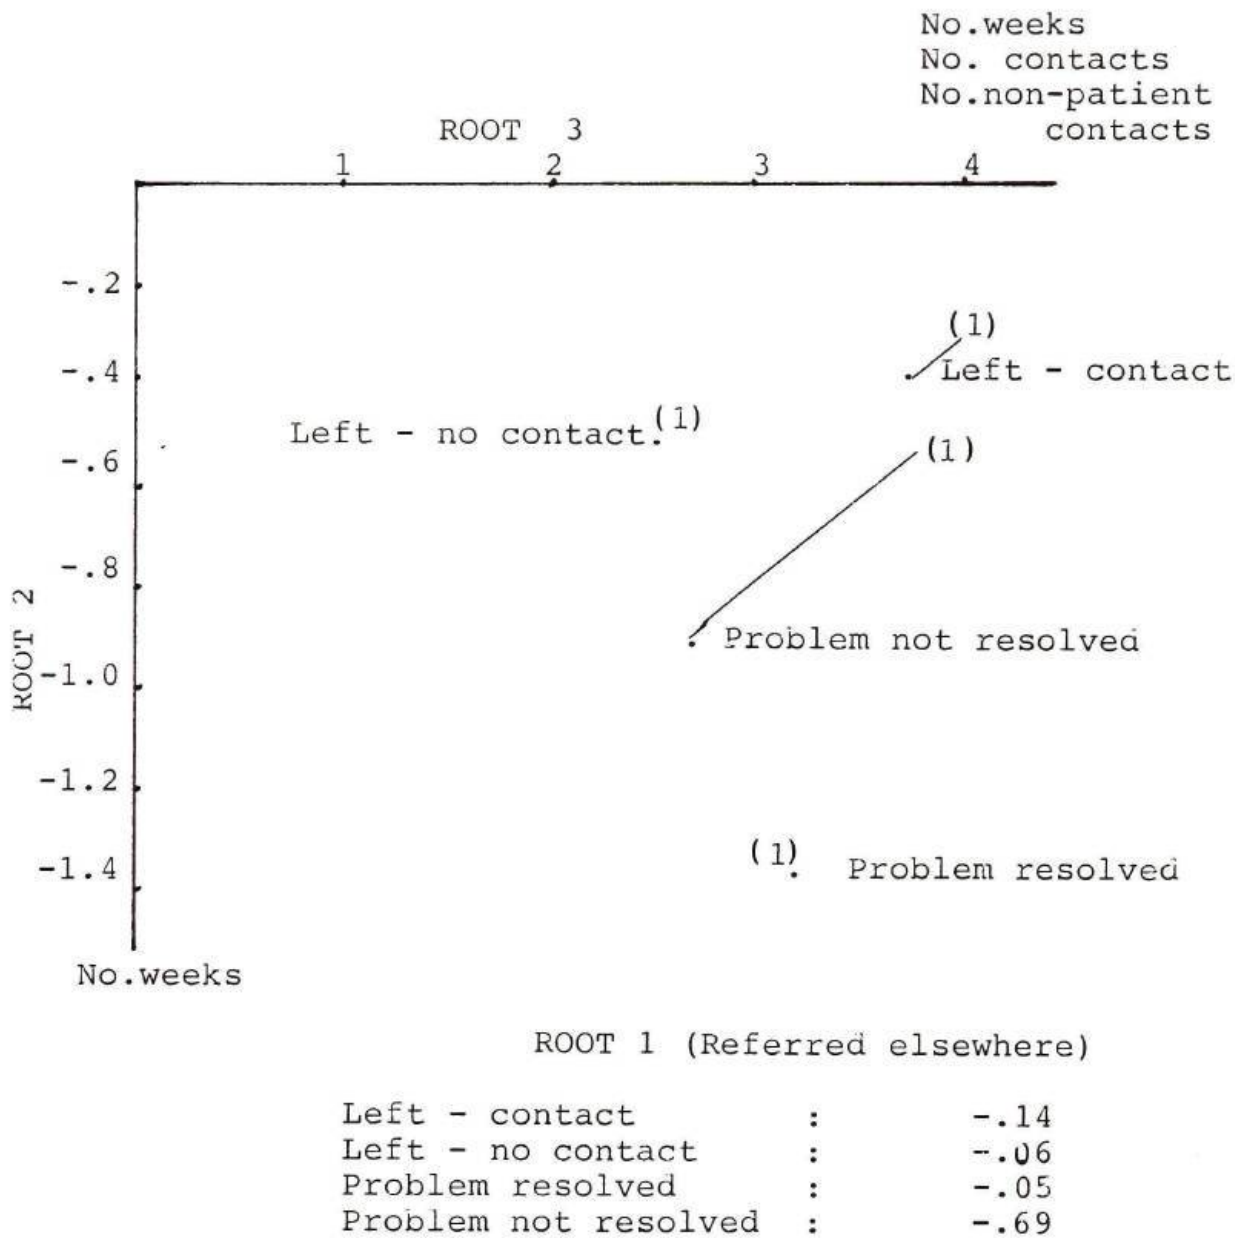 No.weeks
No. contacts
No.non-patient
contacts
ROOT 3
1 2 3 4
-.2
(1)
-.4
Left - contact
Left - no contact
(1)
-.6
(1)
-.8
ROOT 2
Problem not resolved
-1.0
-1.2
(1)
-1.4
Problem resolved
No.weeks
ROOT 1 (Referred elsewhere)
Left - contact : -.14
Left - no contact : -.06
Problem resolved : -.05
Problem not resolved : -.69